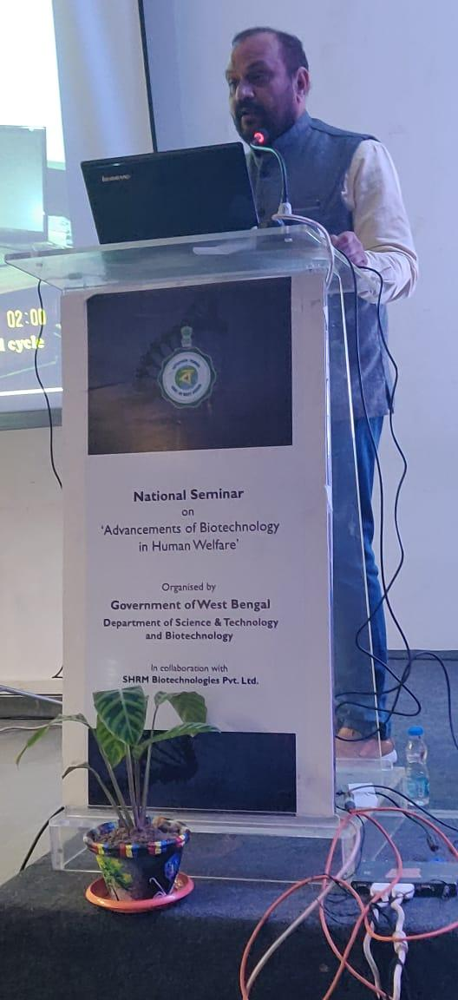 lenovo
02:00
cycle
National Seminar
on
‘Advancements of Biotechnology
in Human Welfare’
Organised by
Government of West Bengal
Department of Science & Technology
and Biotechnology
In collaboration with
SHRM Biotechnologies Pvt. Ltd.